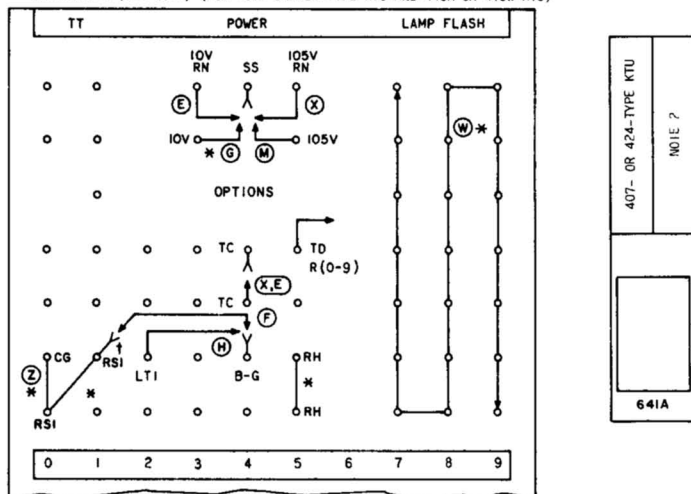 TT POWER LAMP FLASH
10V RN SS 105V RN
E X
W *
10V * G M 105V
OPTIONS
TC TD
R(0-9)
X,E
TC
F
CG RSI H RH
Z * * LTI B-G *
RSI RH
0 1 2 3 4 5 6 7 8 9
407- OR 424-TYPE KTU
NOTE 2
641A